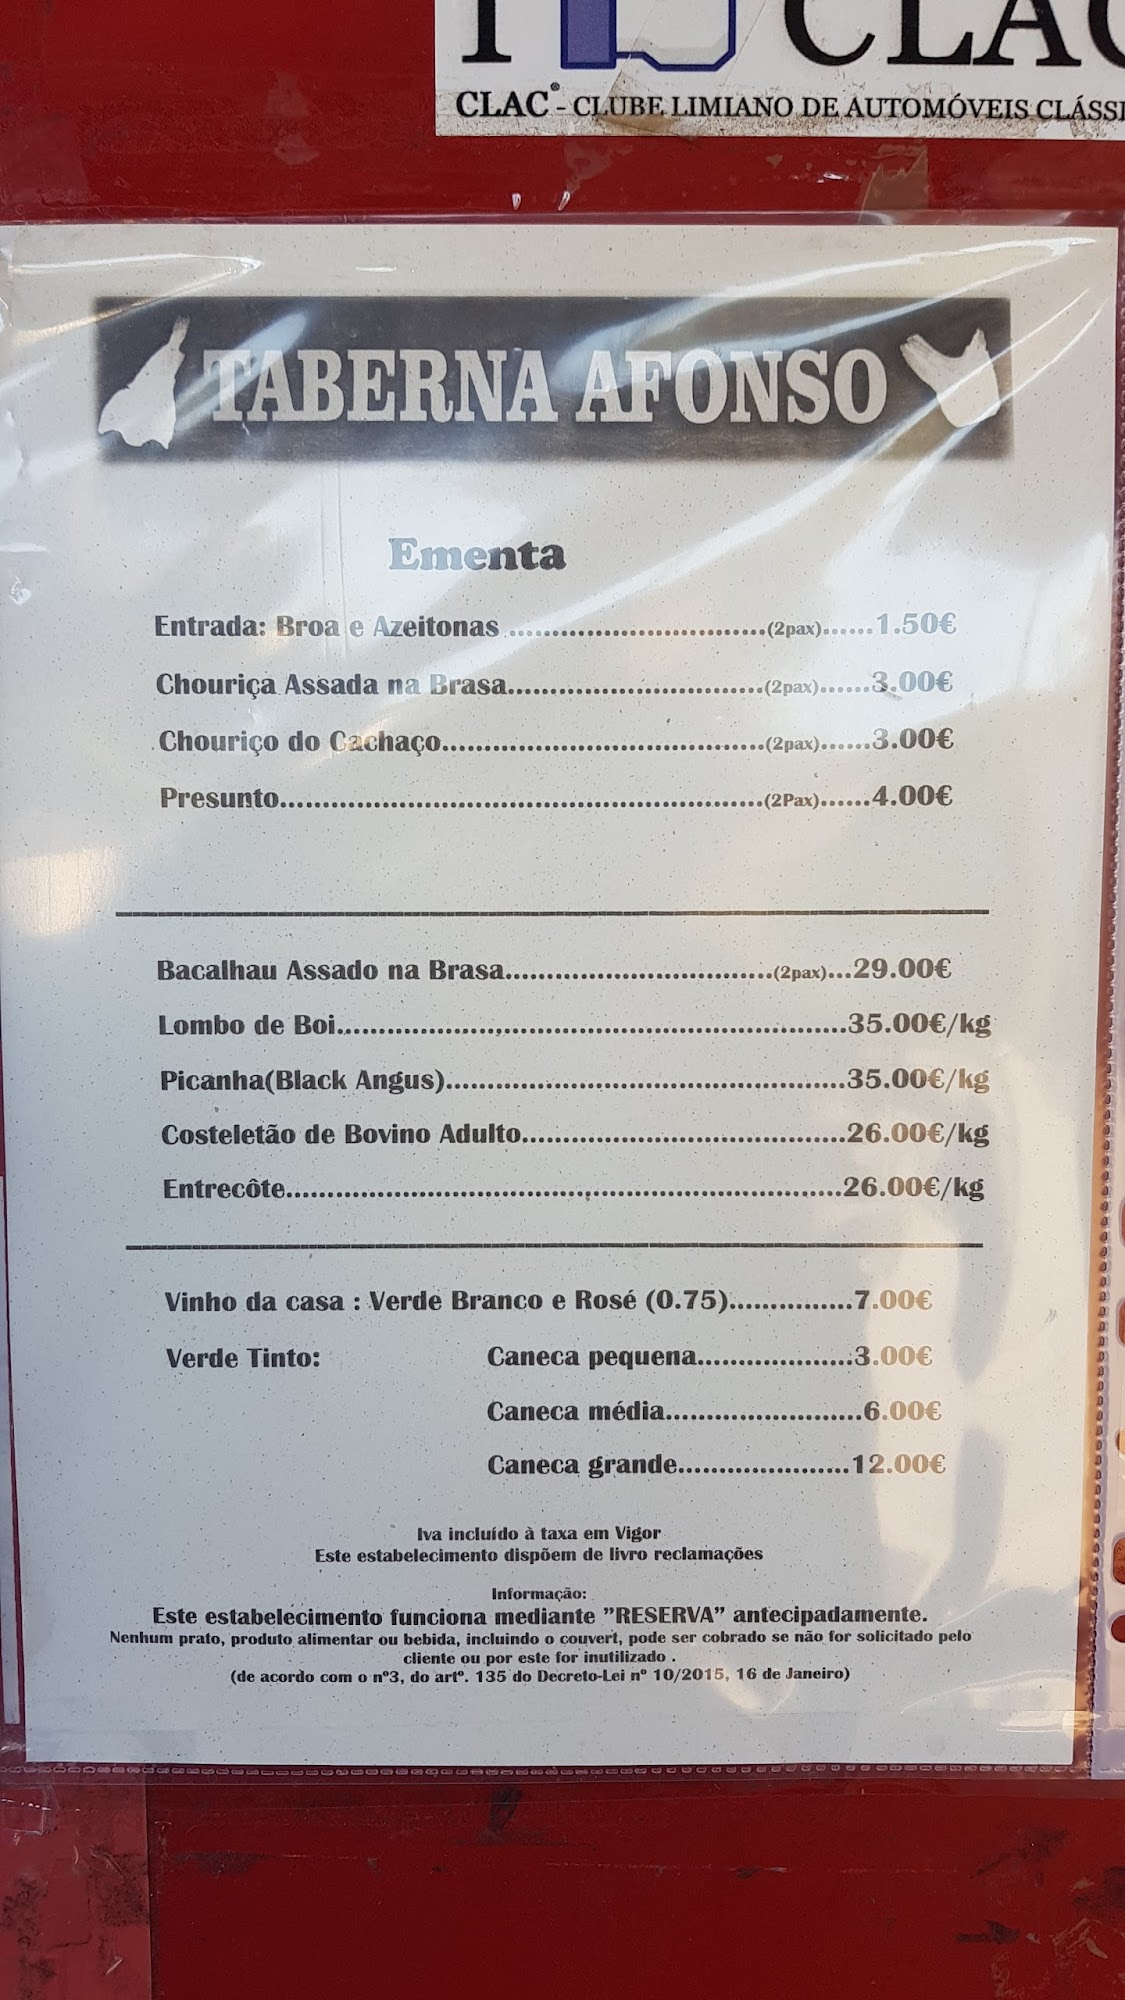 CLAC® - CLUBE LIMIANO DE AUTOMÓVEIS CLÁSSI
TABERNA AFONSO
Ementa
Entrada: Broa e Azeitonas ...............................(2pax)......1.50€
Chouriça Assada na Brasa...............................(2pax)......3.00€
Chouriço do Cachaço.......................................(2pax)......3.00€
Presunto..........................................................(2Pax)......4.00€
Bacalhau Assado na Brasa................................(2pax)...29.00€
Lombo de Boi..............................................................35.00€/kg
Picanha(Black Angus)................................................35.00€/kg
Costeletão de Bovino Adulto.......................................26.00€/kg
Entrecôte...................................................................26.00€/kg
Vinho da casa : Verde Branco e Rosé (0.75)...............7.00€
Verde Tinto: Caneca pequena...................3.00€
Caneca média........................6.00€
Caneca grande.....................12.00€
Iva incluído à taxa em Vigor
Este estabelecimento dispõem de livro reclamações
Informação:
Este estabelecimento funciona mediante ”RESERVA” antecipadamente.
Nenhum prato, produto alimentar ou bebida, incluindo o couvert, pode ser cobrado se não for solicitado pelo
cliente ou por este for inutilizado .
(de acordo com o nº3, do artº. 135 do Decreto-Lei nº 10/2015, 16 de Janeiro)